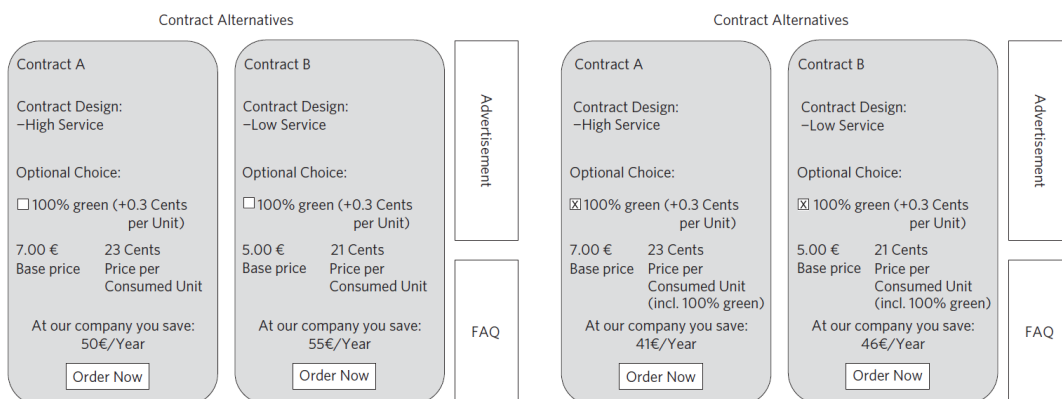 Contract Alternatives
Contract A
Contract Design:
−High Service
Optional Choice:
100% green (+0.3 Cents
per Unit)
7.00 €
Base price
23 Cents
Price per
Consumed Unit
At our company you save:
50€/Year
Order Now
Contract B
Contract Design:
−Low Service
Optional Choice:
100% green (+0.3 Cents
per Unit)
5.00 €
Base price
21 Cents
Price per
Consumed Unit
At our company you save:
55€/Year
Order Now
Advertisement
FAQ
Contract Alternatives
Contract A
Contract Design:
−High Service
Optional Choice:
X 100% green (+0.3 Cents
per Unit)
7.00 €
Base price
23 Cents
Price per
Consumed Unit
(incl. 100% green)
At our company you save:
41€/Year
Order Now
Contract B
Contract Design:
−Low Service
Optional Choice:
X 100% green (+0.3 Cents
per Unit)
5.00 €
Base price
21 Cents
Price per
Consumed Unit
(incl. 100% green)
At our company you save:
46€/Year
Order Now
Advertisement
FAQ